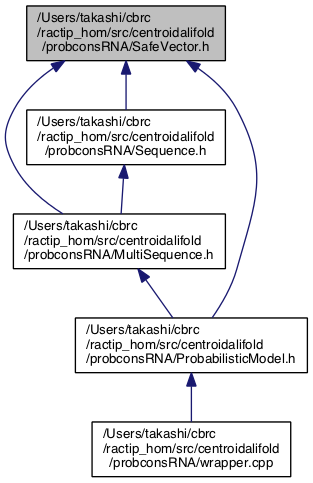 /Users/takashi/cbrc
/ractip_hom/src/centroidalifold
/probconsRNA/SafeVector.h
/Users/takashi/cbrc
/ractip_hom/src/centroidalifold
/probconsRNA/Sequence.h
/Users/takashi/cbrc
/ractip_hom/src/centroidalifold
/probconsRNA/MultiSequence.h
/Users/takashi/cbrc
/ractip_hom/src/centroidalifold
/probconsRNA/ProbabilisticModel.h
/Users/takashi/cbrc
/ractip_hom/src/centroidalifold
/probconsRNA/wrapper.cpp